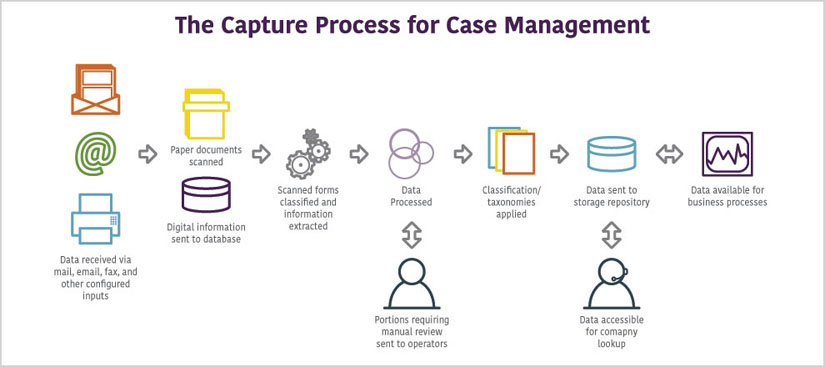 The Capture Process for Case Management
@
Data received via
mail, email, fax, and
other configured
inputs
Paper documents
scanned
Digital information
sent to database
Scanned forms
classified and
information
extracted
Data
Processed
Portions requiring
manual review
sent to operators
Classification/
taxonomies
applied
Data sent to
storage repository
Data accessible
for comapny
lookup
Data available for
business processes